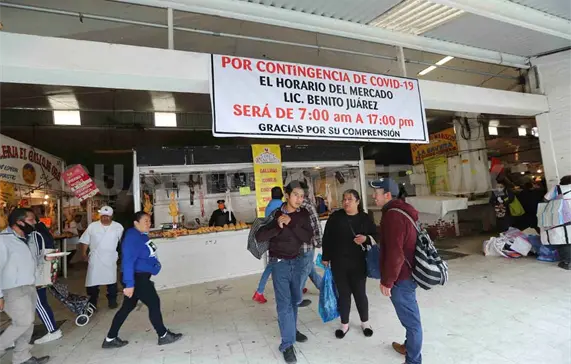 POR CONTINGENCIA DE COVID-19
EL HORARIO DEL MERCADO
LIC. BENITO JUÁREZ
SERÁ DE 7:00 am A 17:00 pm
GRACIAS POR SU COMPRENSIÓN